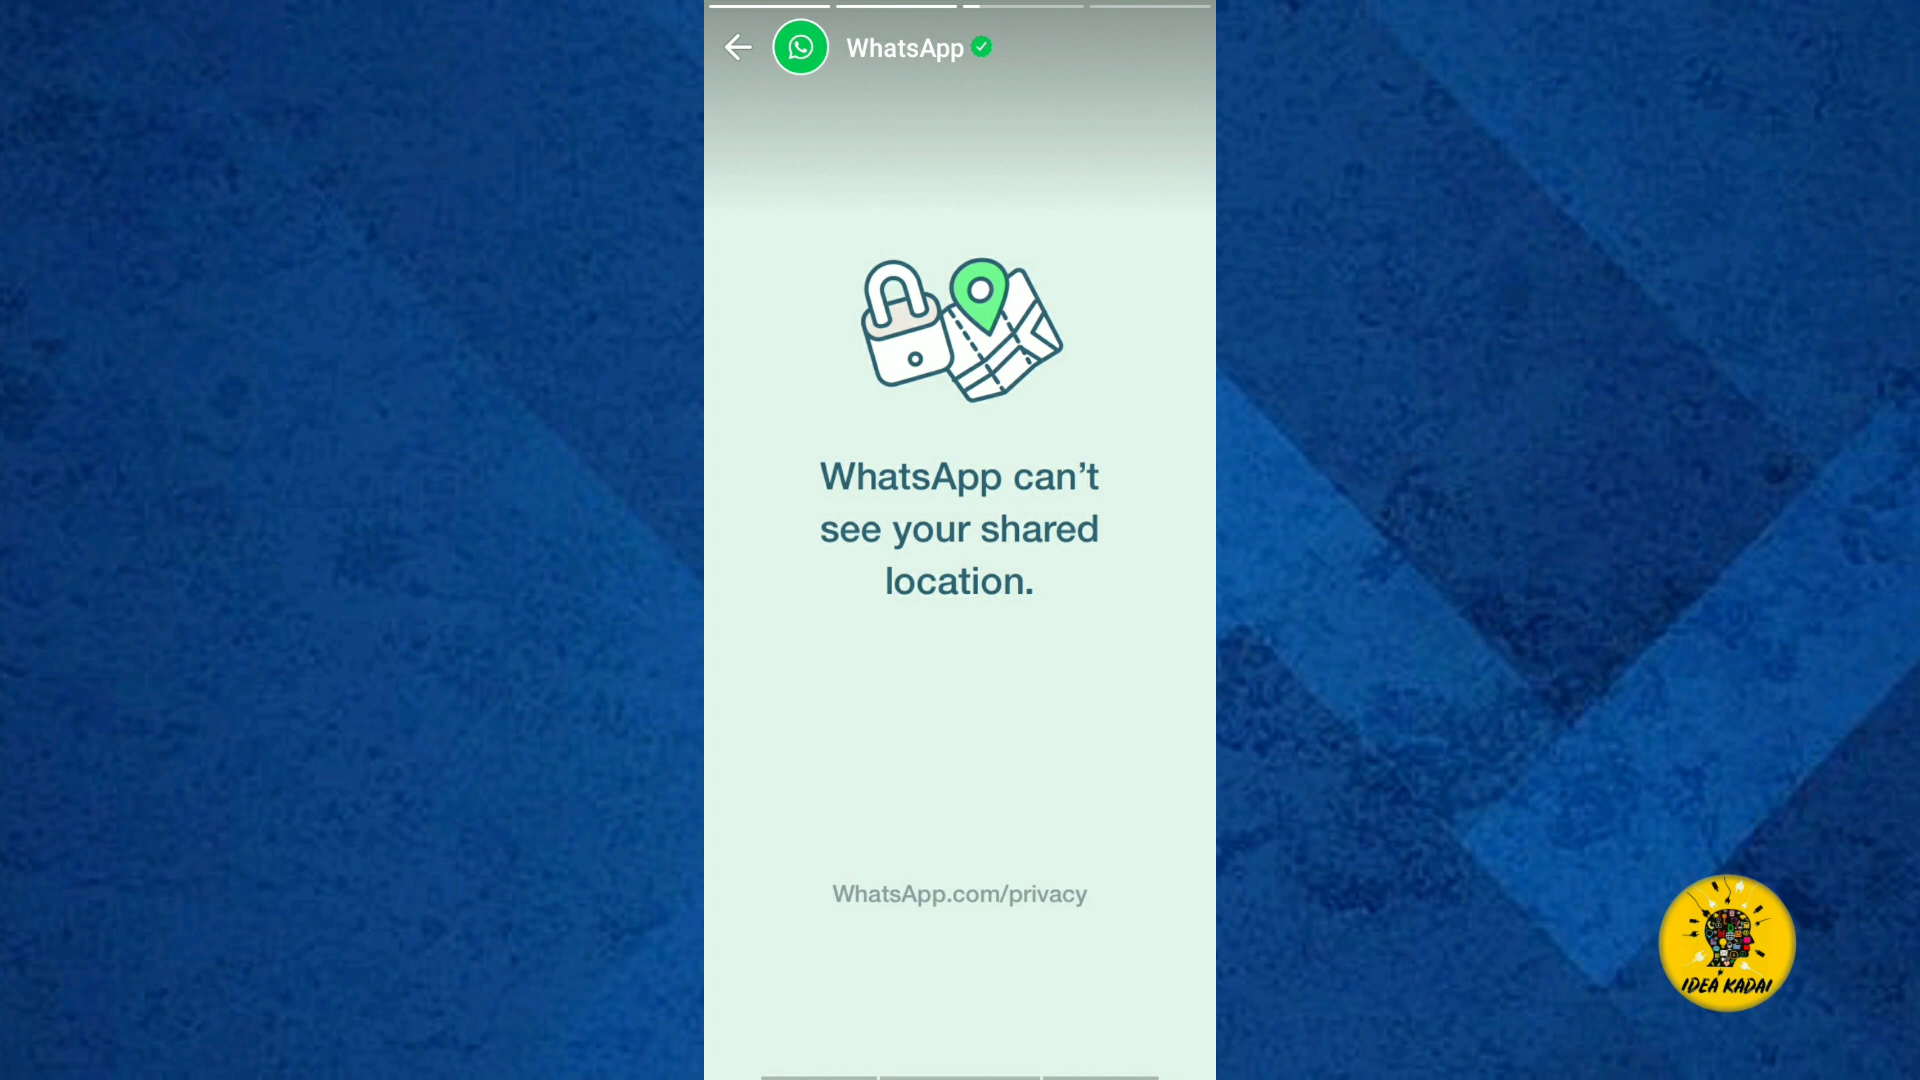 WhatsApp
WhatsApp can’t
see your shared
location.
WhatsApp.com/privacy
IDEA KADAI